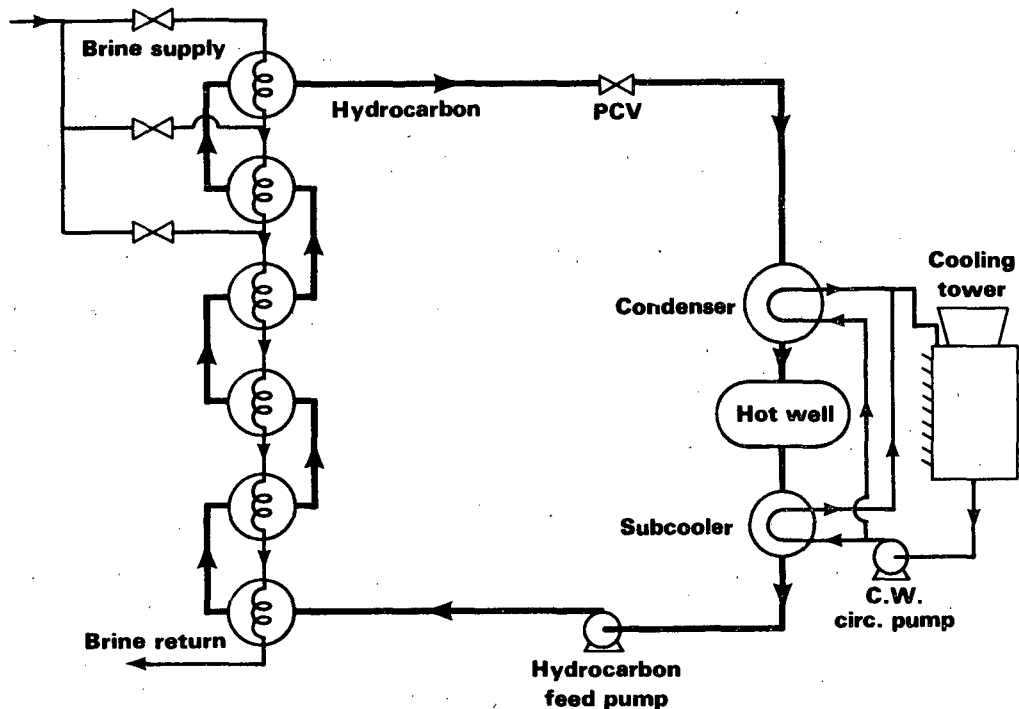 Brine supply
Hydrocarbon
PCV
Cooling
tower
Condenser
Hot well
Subcooler
C.W.
circ. pump
Brine return
Hydrocarbon
feed pump